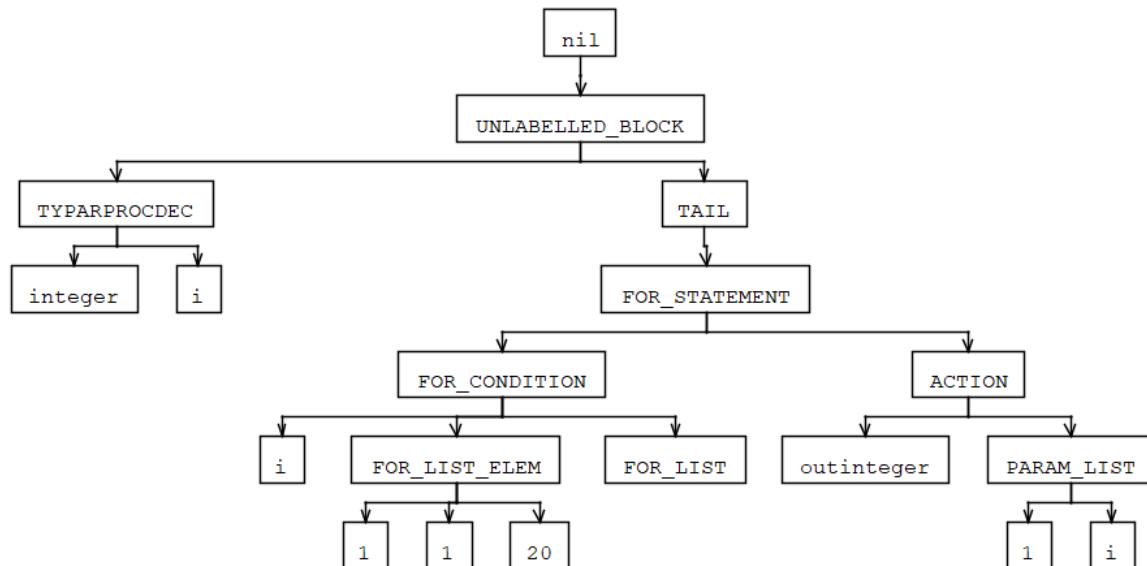 nil
UNLABELLED_BLOCK
TYPARPROCDEC
TAIL
integer
i
FOR_STATEMENT
FOR_CONDITION
ACTION
i
FOR_LIST_ELEM
FOR_LIST
outinteger
PARAM_LIST
1
1
20
1
i